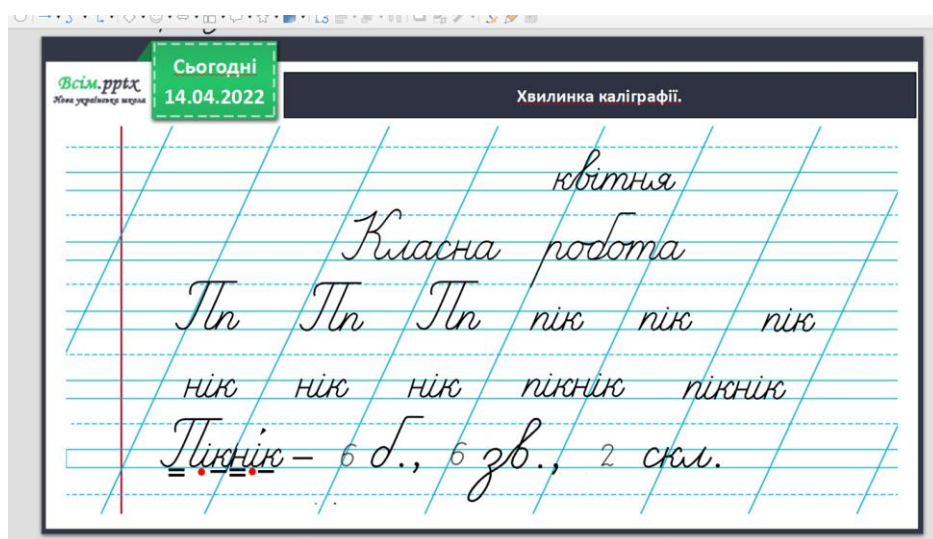 Всім.pptx
Нова українська школа
Сьогодні
14.04.2022
Хвилинка каліграфії.
квітня
Класна робота
Пп Пп Пп пік пік пік
нік нік нік пікнік пікнік
Пікнік – 6 б., 6 зв., 2 скл.